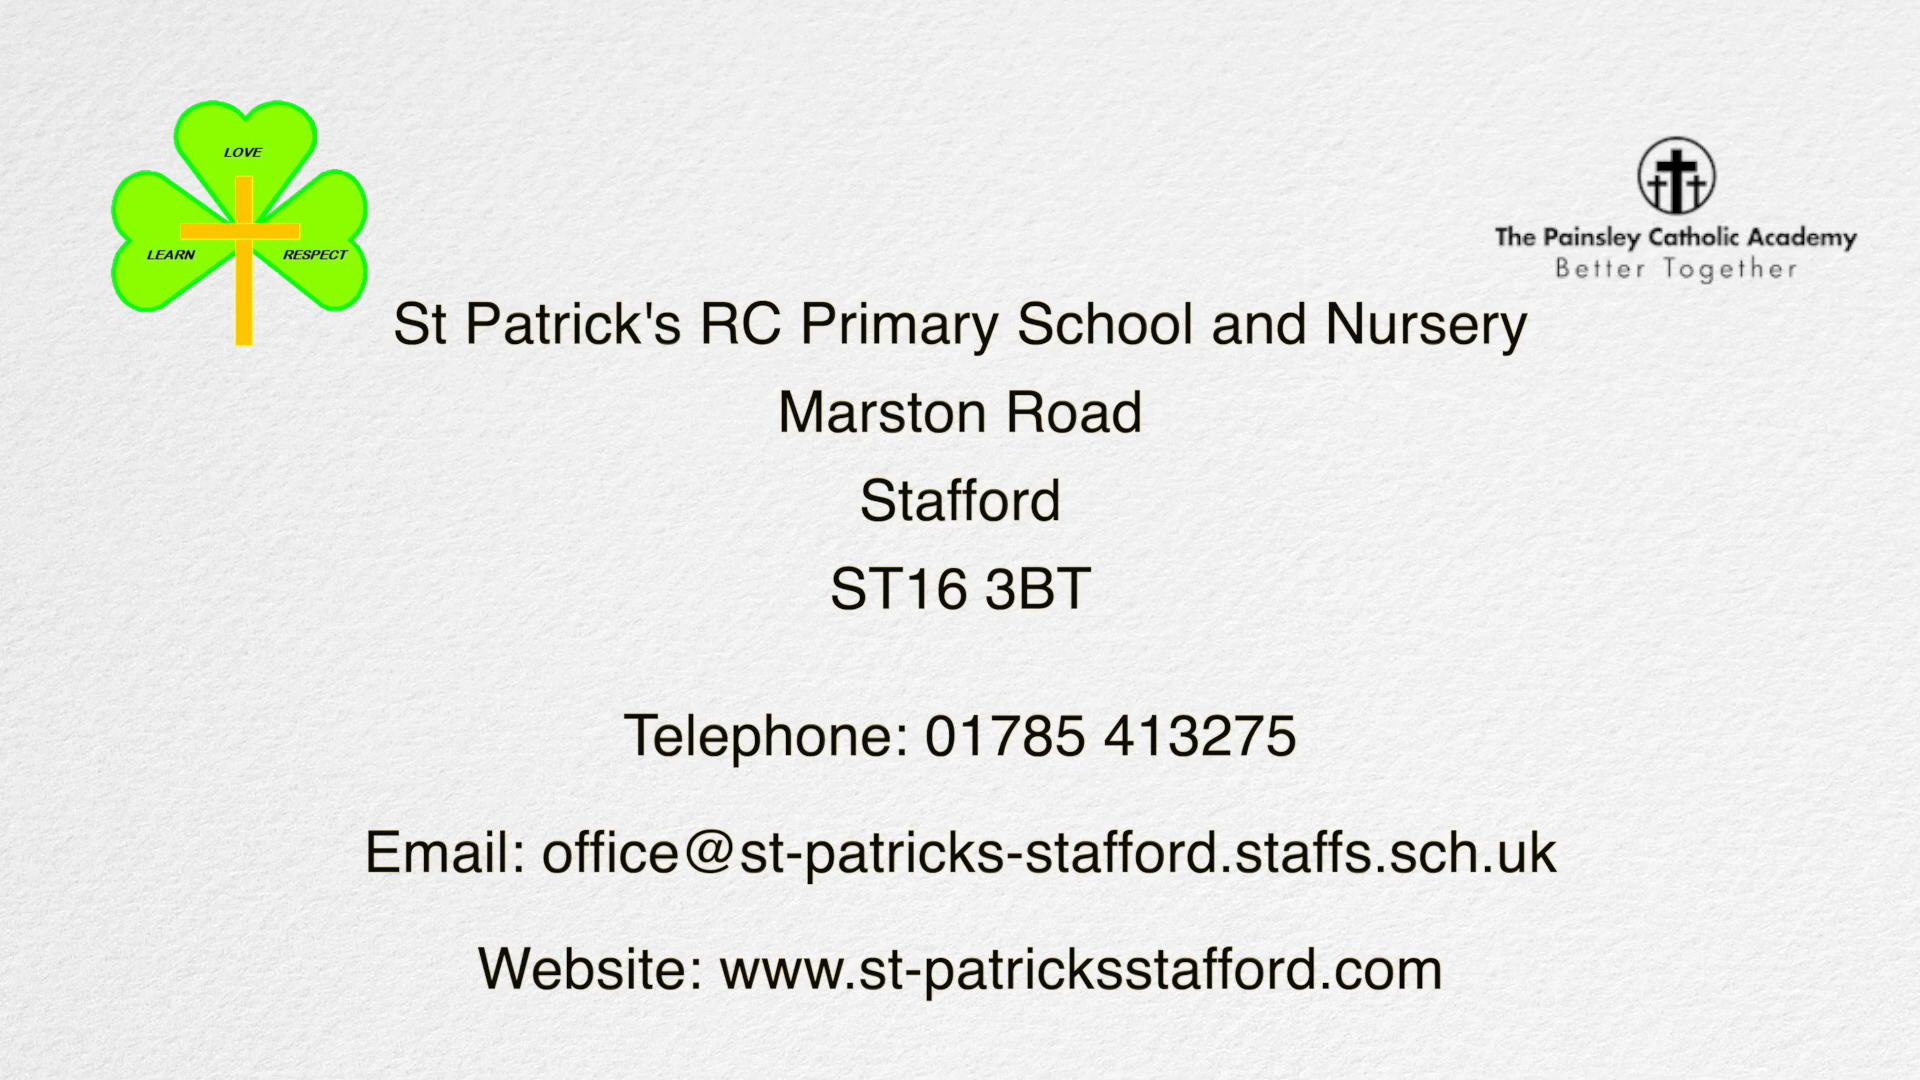 LOVE
LEARN
RESPECT
The Painsley Catholic Academy
Better Together
St Patrick's RC Primary School and Nursery
Marston Road
Stafford
ST16 3BT
Telephone: 01785 413275
Email: office@st-patricks-stafford.staffs.sch.uk
Website: www.st-patricksstafford.com